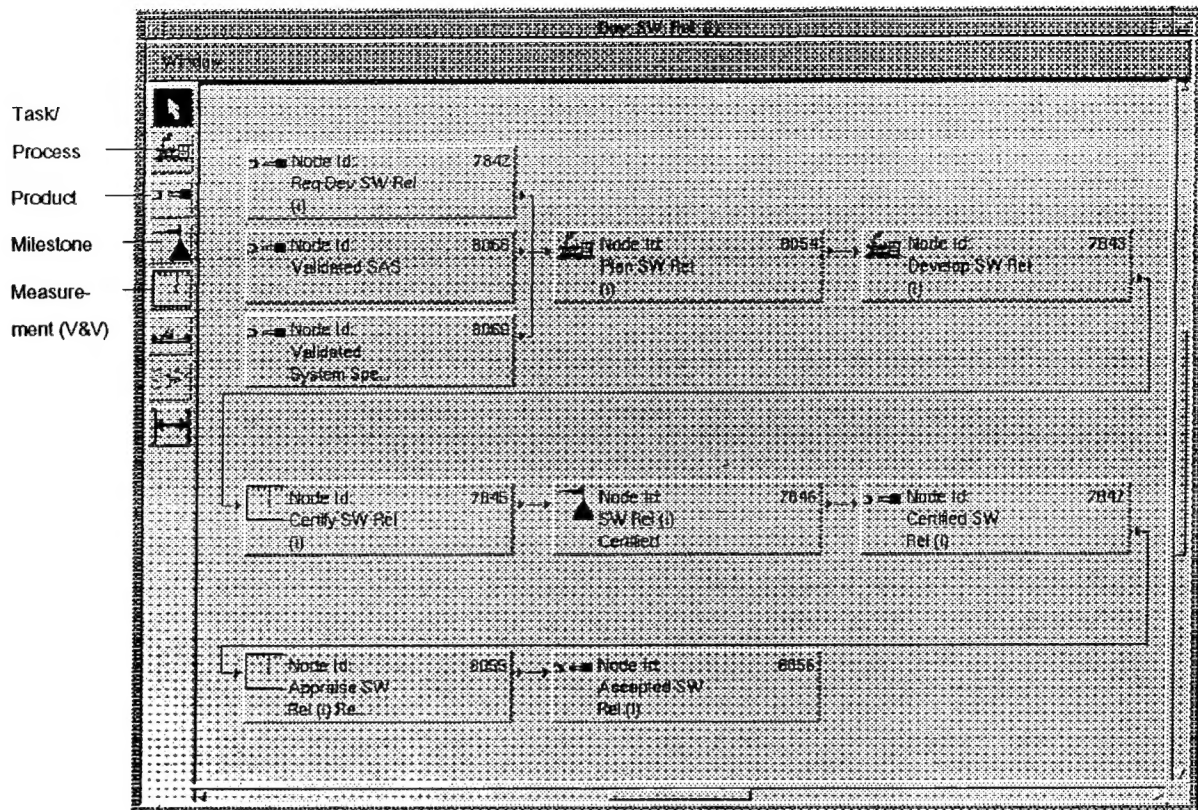 Dev SW Rel (i)
Window
Task/
Process
Product
Milestone
Measure-
ment (V&V)
Node Id: 7842
Req Dev SW Rel
(i)
Node Id: 8068
Validated SAS
Node Id: 8069
Validated
System Spe...
Node Id: 8054
Plan SW Rel
(i)
Node Id: 7843
Develop SW Rel
(i)
Node Id: 7845
Certify SW Rel
(i)
Node Id: 7846
SW Rel (i)
Certified
Node Id: 7847
Certified SW
Rel (i)
Node Id: 8055
Appraise SW
Rel (i) Re...
Node Id: 8056
Accepted SW
Rel (i)